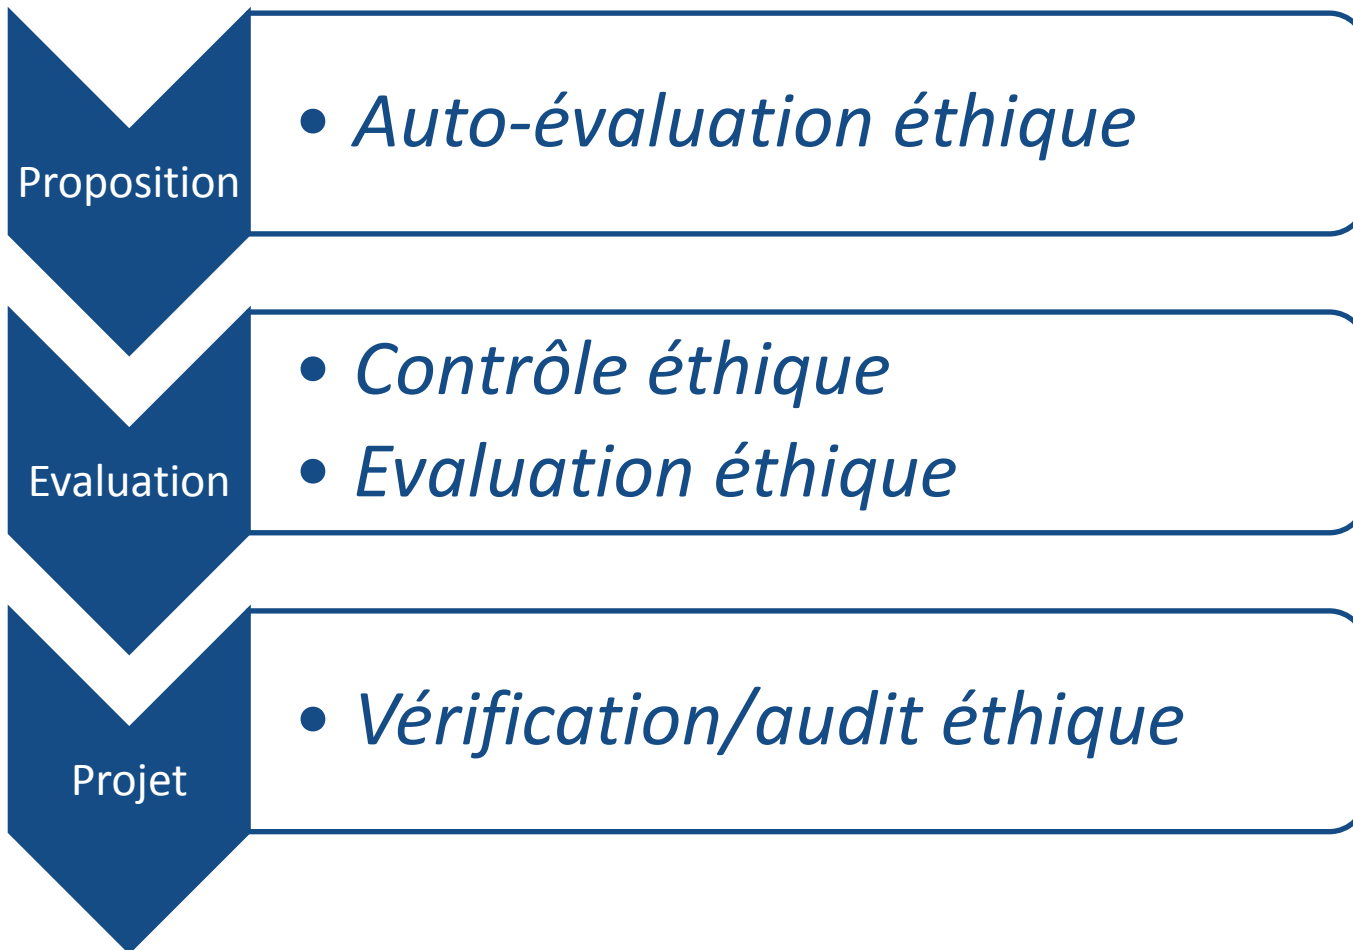 Proposition
• Auto-évaluation éthique
Evaluation
• Contrôle éthique
• Evaluation éthique
Projet
• Vérification/audit éthique